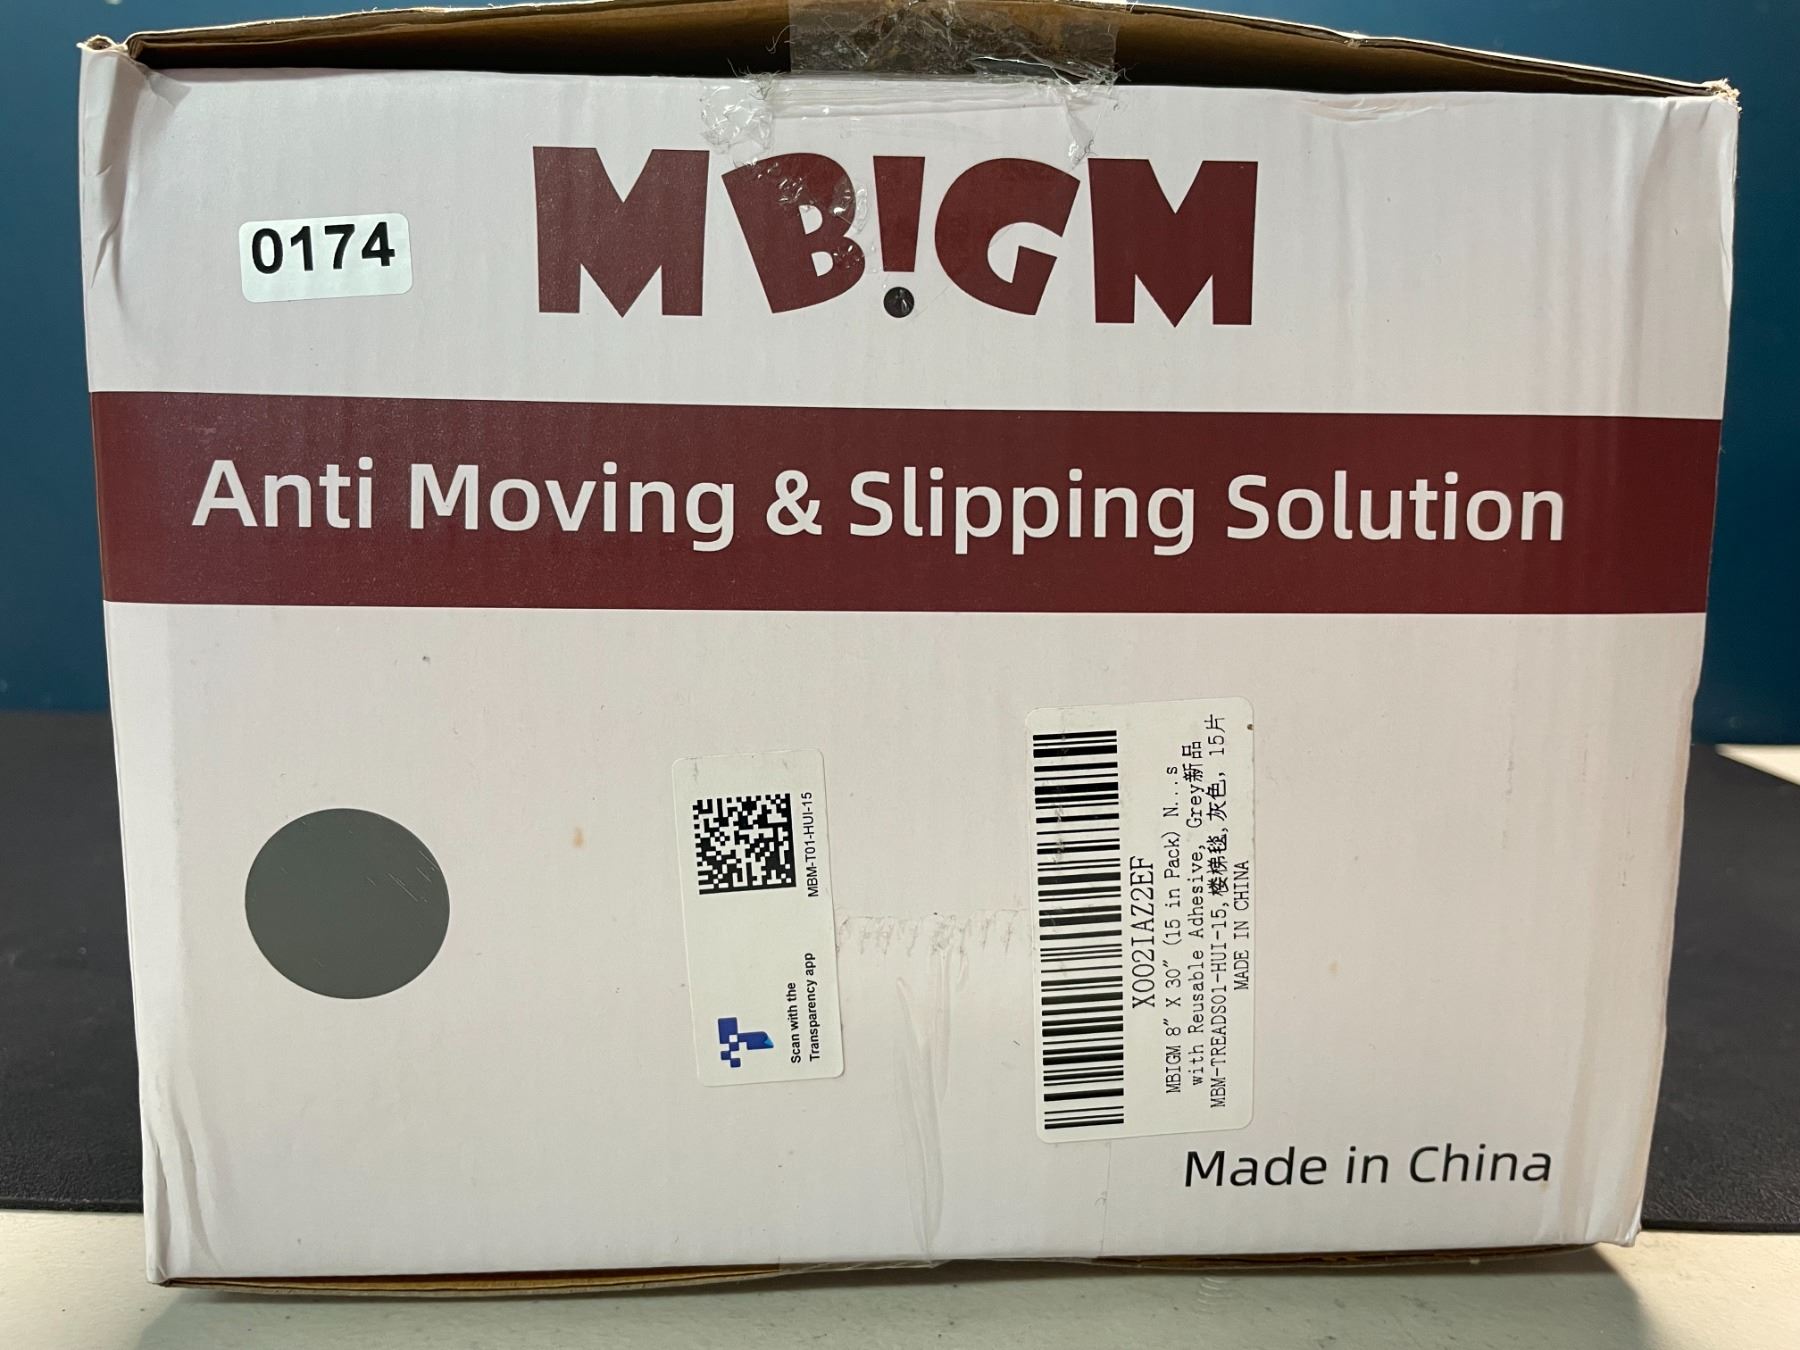 MB!GM
0174
Anti Moving & Slipping Solution
MBM-T01-HUI-15
Scan with the
Transparency app
X002IAZ2EF
MBIGM 8" X 30" (15 in Pack) N...s
with Reusable Adhesive, Grey新品
MBM-TREADS01-HUI-15,楼梯毯,灰色, 15片
MADE IN CHINA
Made in China